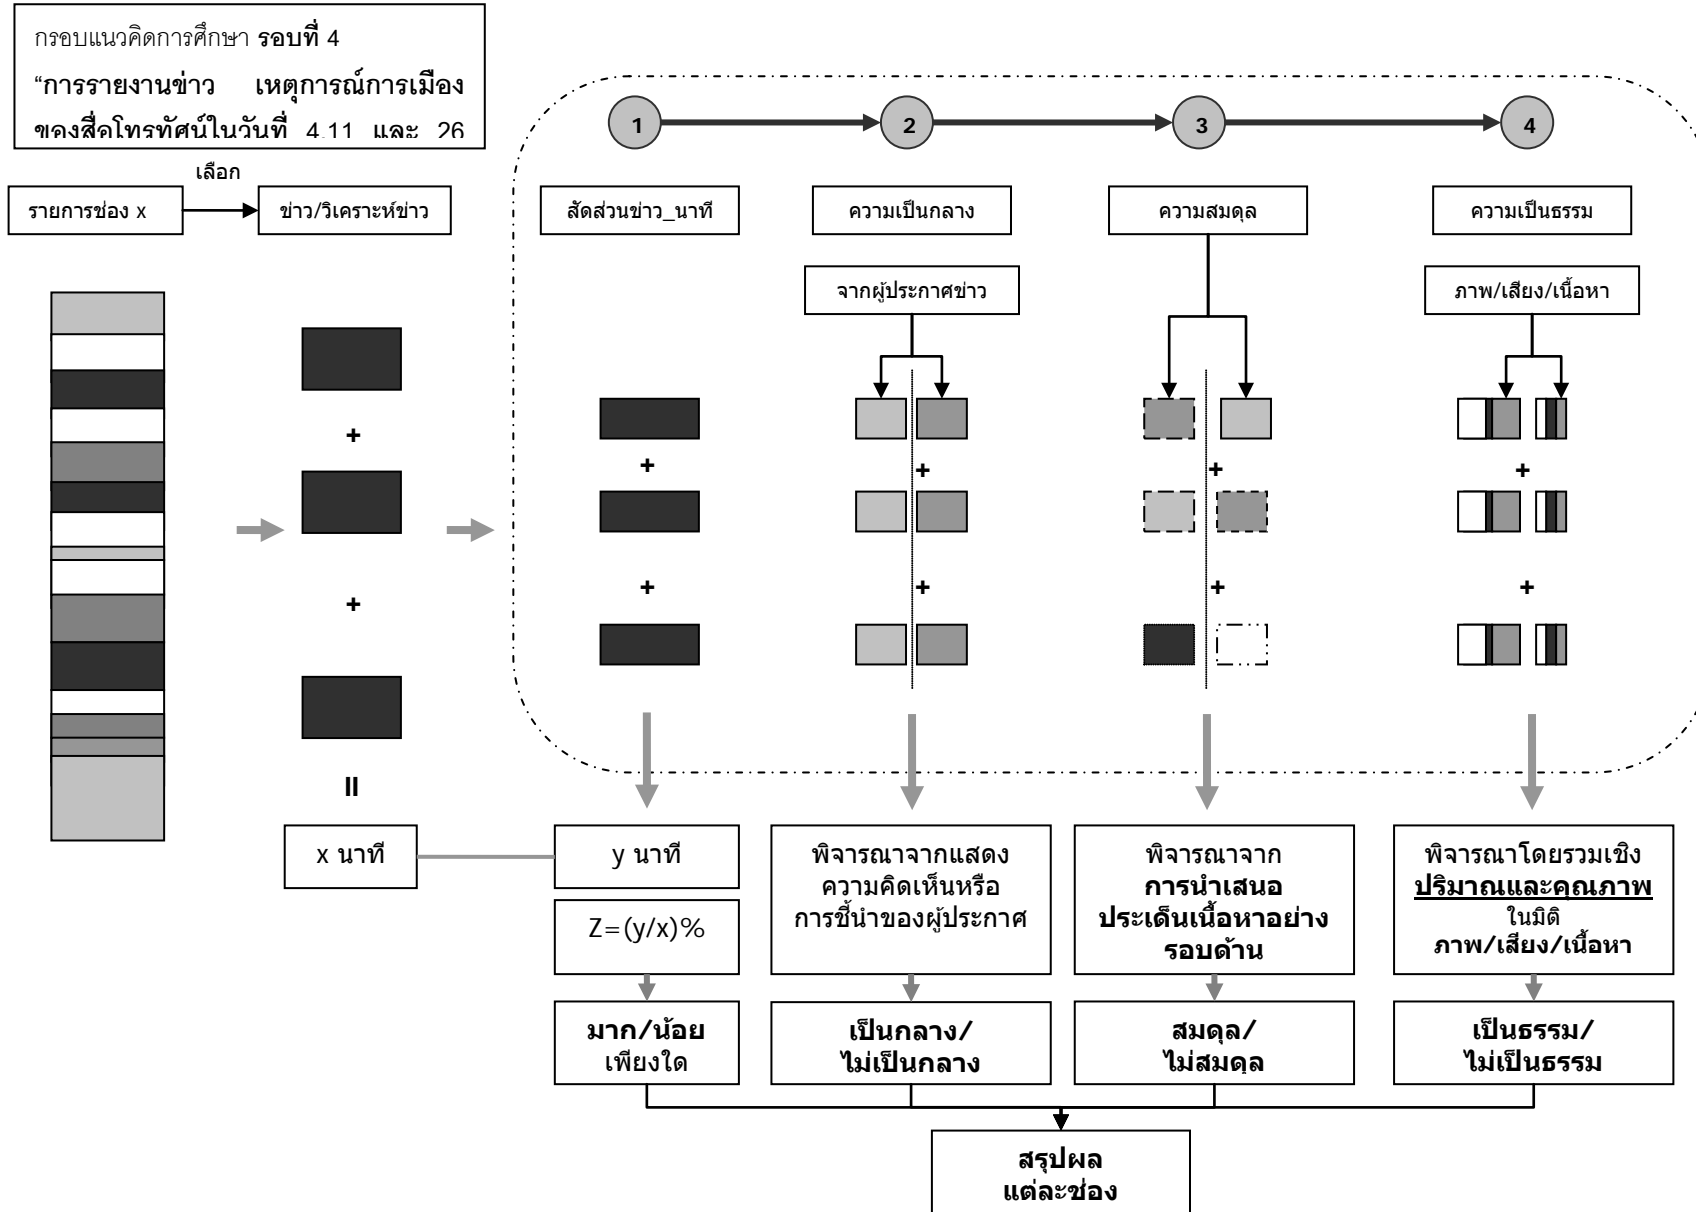 กรอบแนวคิดการศึกษา รอบที่ 4
“การรายงานข่าว เหตุการณ์การเมือง
ของสื่อโทรทัศน์ในวันที่ 4,11 และ 26
เลือก
รายการช่อง x
ข่าว/วิเคราะห์ข่าว
1
2
3
4
สัดส่วนข่าว_นาที
ความเป็นกลาง
ความสมดุล
ความเป็นธรรม
จากผู้ประกาศข่าว
ภาพ/เสียง/เนื้อหา
+
+
+
+
+
+
+
+
+
+
=
x นาที
y นาที
Z=(y/x)%
พิจารณาจากแสดง
ความคิดเห็นหรือ
การชี้นำของผู้ประกาศ
พิจารณาจาก
การนำเสนอ
ประเด็นเนื้อหาอย่าง
รอบด้าน
พิจารณาโดยรวมเชิง
ปริมาณและคุณภาพ
ในมิติ
ภาพ/เสียง/เนื้อหา
มาก/น้อย
เพียงใด
เป็นกลาง/
ไม่เป็นกลาง
สมดุล/
ไม่สมดุล
เป็นธรรม/
ไม่เป็นธรรม
สรุปผล
แต่ละช่อง